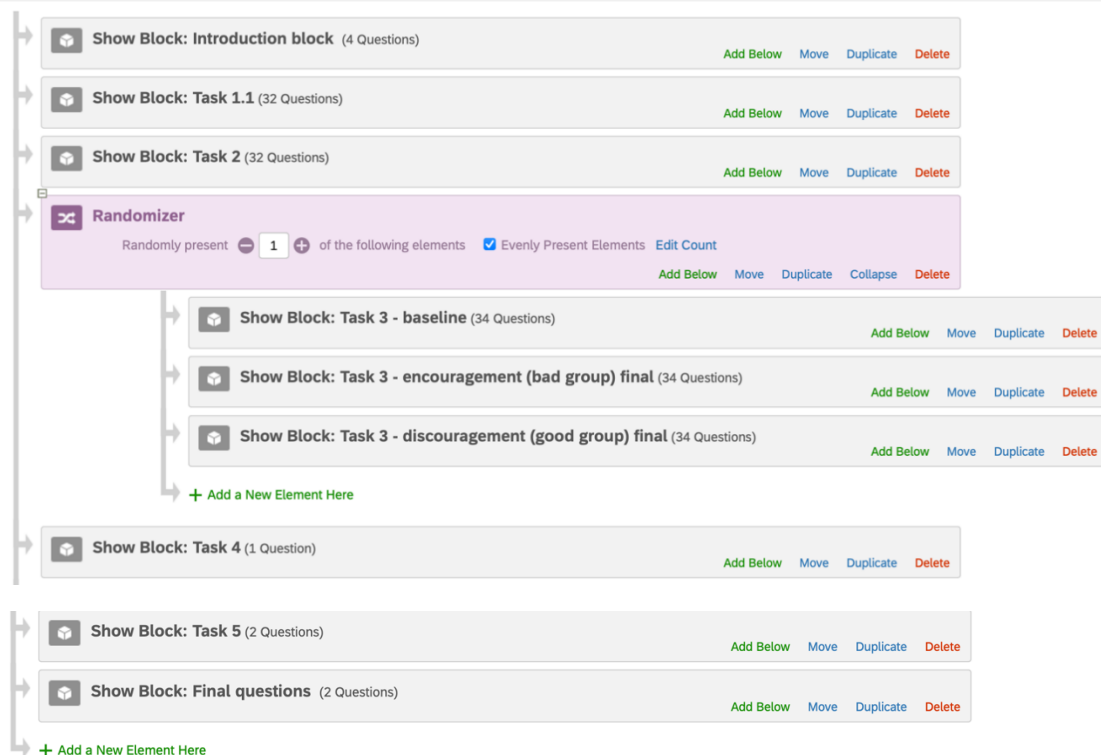 Show Block: Introduction block (4 Questions)
Add Below Move Duplicate Delete
Show Block: Task 1.1 (32 Questions)
Add Below Move Duplicate Delete
Show Block: Task 2 (32 Questions)
Add Below Move Duplicate Delete
Randomizer
Randomly present 1 of the following elements Evenly Present Elements Edit Count
Add Below Move Duplicate Collapse Delete
Show Block: Task 3 - baseline (34 Questions)
Add Below Move Duplicate Delete
Show Block: Task 3 - encouragement (bad group) final (34 Questions)
Add Below Move Duplicate Delete
Show Block: Task 3 - discouragement (good group) final (34 Questions)
Add Below Move Duplicate Delete
+ Add a New Element Here
Show Block: Task 4 (1 Question)
Add Below Move Duplicate Delete
Show Block: Task 5 (2 Questions)
Add Below Move Duplicate Delete
Show Block: Final questions (2 Questions)
Add Below Move Duplicate Delete
+ Add a New Element Here